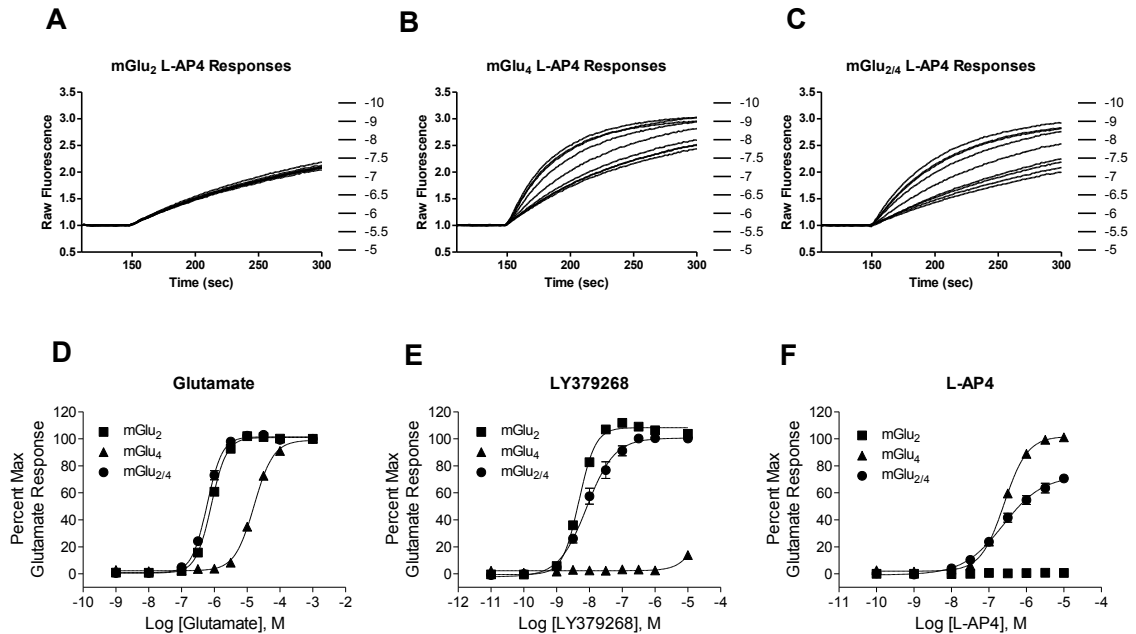 A
B
C
mGlu2 L-AP4 Responses
mGlu4 L-AP4 Responses
mGlu2/4 L-AP4 Responses
Raw Fluorescence
3.5
3.0
2.5
2.0
1.5
1.0
0.5
150
200
250
300
Time (sec)
-10
-9
-8
-7.5
-7
-6.5
-6
-5.5
-5
Raw Fluorescence
3.5
3.0
2.5
2.0
1.5
1.0
0.5
150
200
250
300
Time (sec)
-10
-9
-8
-7.5
-7
-6.5
-6
-5.5
-5
Raw Fluorescence
3.5
3.0
2.5
2.0
1.5
1.0
0.5
150
200
250
300
Time (sec)
-10
-9
-8
-7.5
-7
-6.5
-6
-5.5
-5
D
E
F
Glutamate
LY379268
L-AP4
Percent Max
Glutamate Response
120
100
80
60
40
20
0
mGlu2
mGlu4
mGlu2/4
-10 -9 -8 -7 -6 -5 -4 -3 -2
Log [Glutamate], M
Percent Max
Glutamate Response
120
100
80
60
40
20
0
mGlu2
mGlu4
mGlu2/4
-12 -11 -10 -9 -8 -7 -6 -5 -4
Log [LY379268], M
Percent Max
Glutamate Response
120
100
80
60
40
20
0
mGlu2
mGlu4
mGlu2/4
-11 -10 -9 -8 -7 -6 -5 -4
Log [L-AP4], M